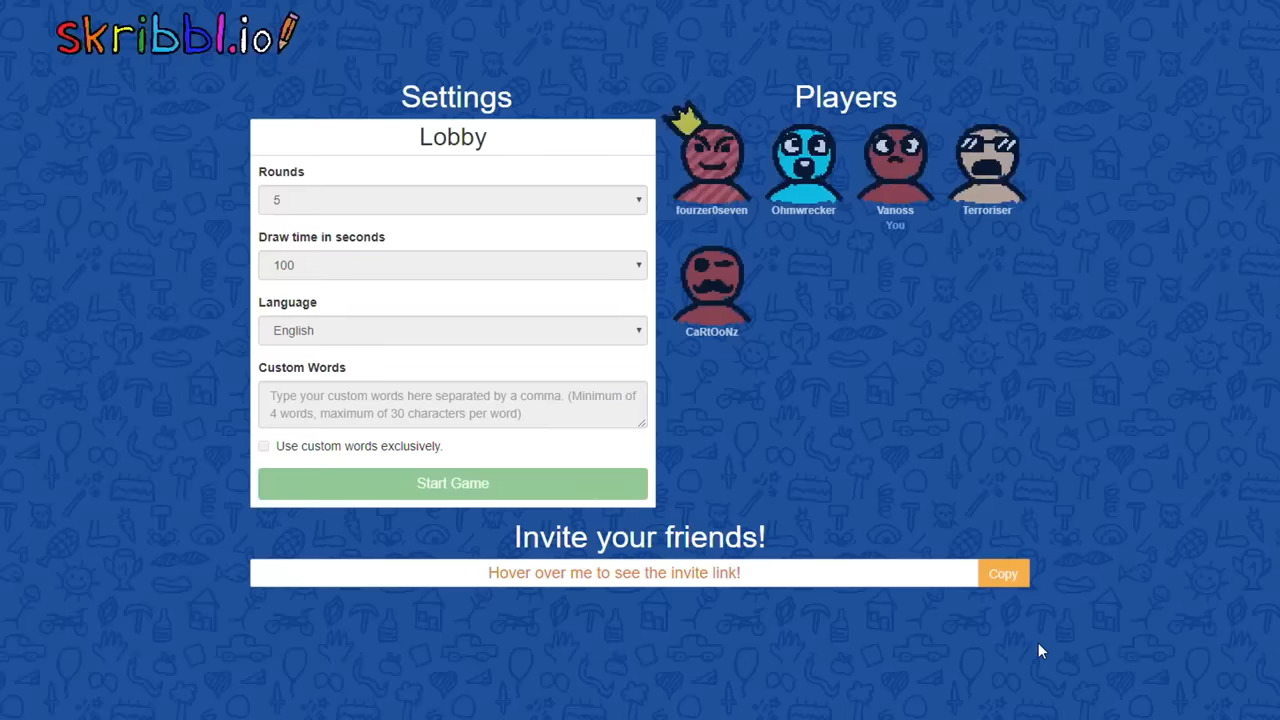 skribbl.io
Settings
Players
Lobby
Rounds
5
Draw time in seconds
100
Language
English
Custom Words
Type your custom words here separated by a comma. (Minimum of
4 words, maximum of 30 characters per word)
Use custom words exclusively.
Start Game
fourzer0seven
Ohmwrecker
Vanoss
Terroriser
You
CaRtOoNz
Invite your friends!
Hover over me to see the invite link!
Copy